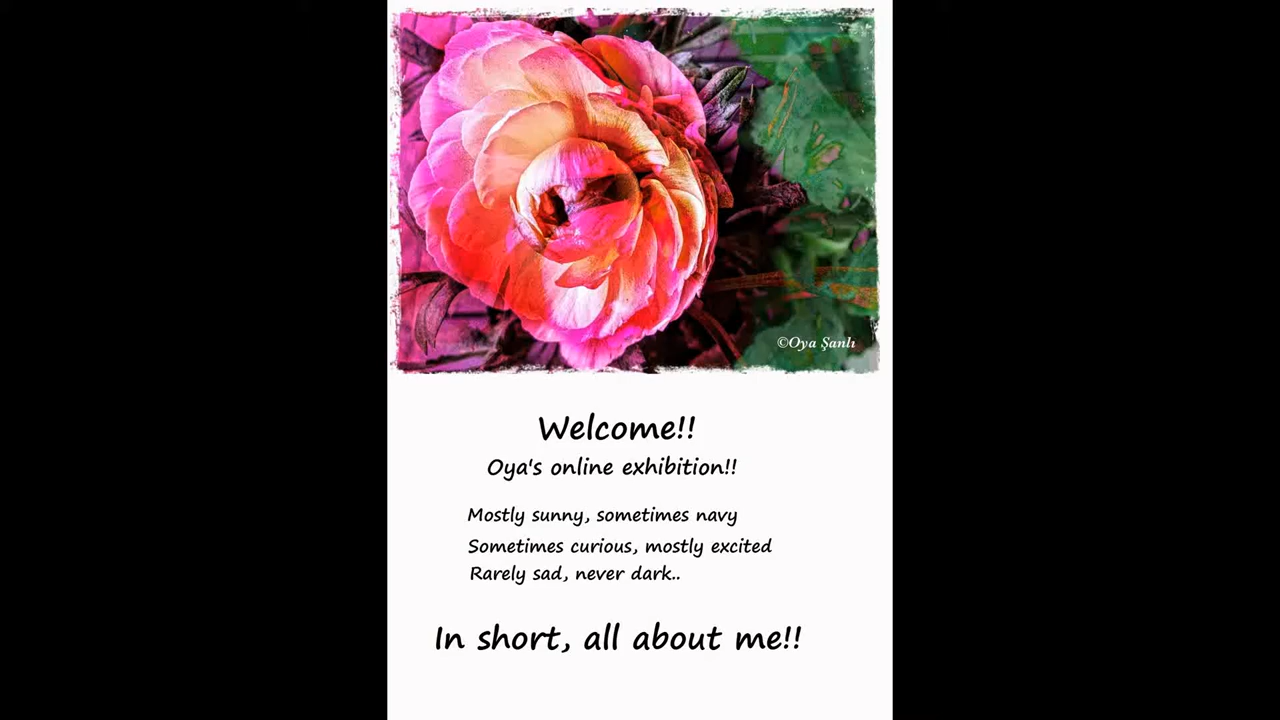 ©Oya Şanlı
Welcome!!
Oya's online exhibition!!
Mostly sunny, sometimes navy
Sometimes curious, mostly excited
Rarely sad, never dark..
In short, all about me!!